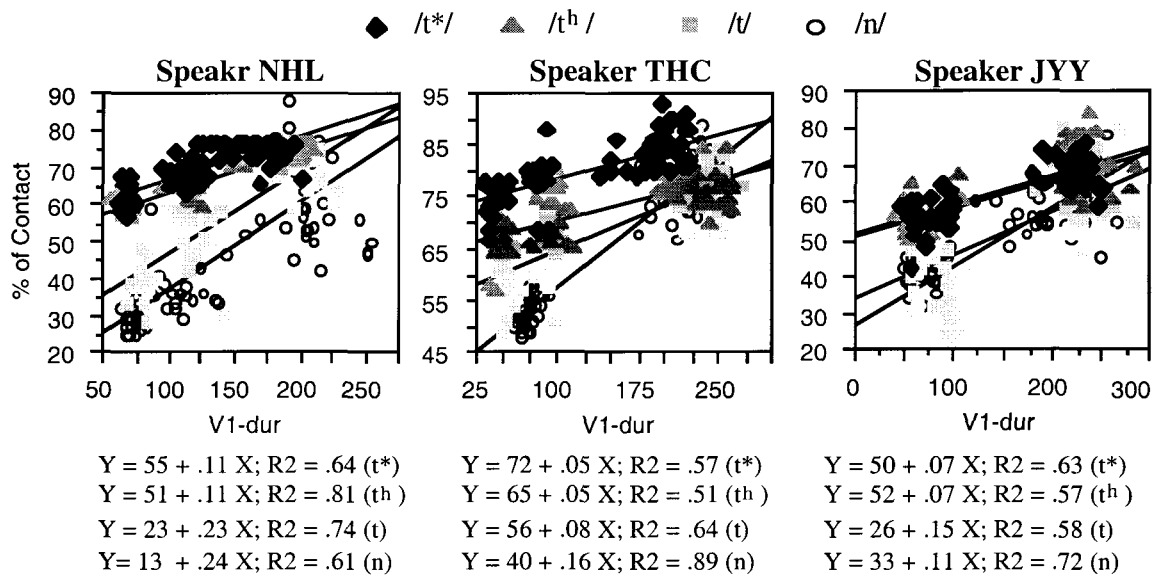 /t*/ /tʰ/ /t/ /n/
Speakr NHL Speaker THC Speaker JYY
% of Contact
90 80 70 60 50 40 30 20
50 100 150 200 250
V1-dur
95 85 75 65 55 45
25 100 175 250
V1-dur
90 80 70 60 50 40 30 20
0 100 200 300
V1-dur
Y = 55 + .11 X; R2 = .64 (t*)
Y = 51 + .11 X; R2 = .81 (tʰ)
Y = 23 + .23 X; R2 = .74 (t)
Y= 13 + .24 X; R2 = .61 (n)
Y = 72 + .05 X; R2 = .57 (t*)
Y = 65 + .05 X; R2 = .51 (tʰ)
Y = 56 + .08 X; R2 = .64 (t)
Y = 40 + .16 X; R2 = .89 (n)
Y = 50 + .07 X; R2 = .63 (t*)
Y = 52 + .07 X; R2 = .57 (tʰ)
Y = 26 + .15 X; R2 = .58 (t)
Y = 33 + .11 X; R2 = .72 (n)